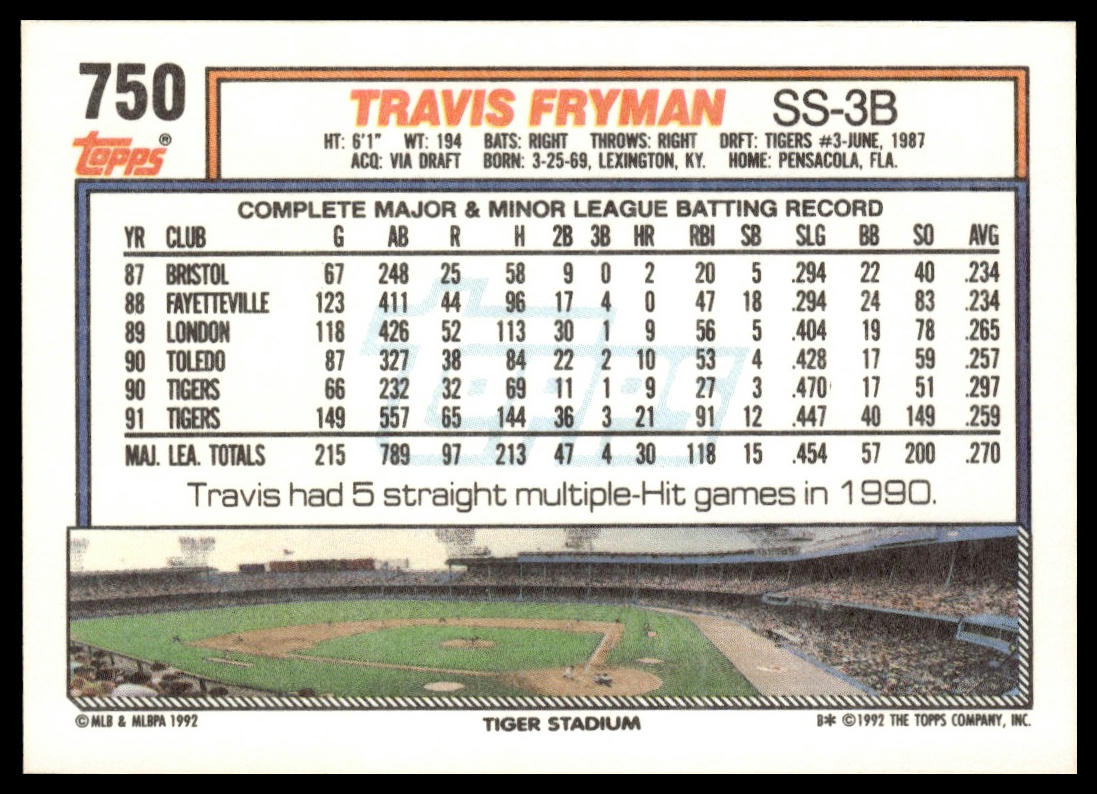 750
TRAVIS FRYMAN SS-3B
topps®
HT: 6'1" WT: 194 BATS: RIGHT THROWS: RIGHT DRFT: TIGERS #3-JUNE, 1987
ACQ: VIA DRAFT BORN: 3-25-69, LEXINGTON, KY. HOME: PENSACOLA, FLA.
COMPLETE MAJOR & MINOR LEAGUE BATTING RECORD
YR CLUB G AB R H 2B 3B HR RBI SB SLG BB SO AVG
87 BRISTOL 67 248 25 58 9 0 2 20 5 .294 22 40 .234
88 FAYETTEVILLE 123 411 44 96 17 4 0 47 18 .294 24 83 .234
89 LONDON 118 426 52 113 30 1 9 56 5 .404 19 78 .265
90 TOLEDO 87 327 38 84 22 2 10 53 4 .428 17 59 .257
90 TIGERS 66 232 32 69 11 1 9 27 3 .470 17 51 .297
91 TIGERS 149 557 65 144 36 3 21 91 12 .447 40 149 .259
MAJ. LEA. TOTALS 215 789 97 213 47 4 30 118 15 .454 57 200 .270
topps
Travis had 5 straight multiple-Hit games in 1990.
©MLB & MLBPA 1992 TIGER STADIUM B* ©1992 THE TOPPS COMPANY, INC.